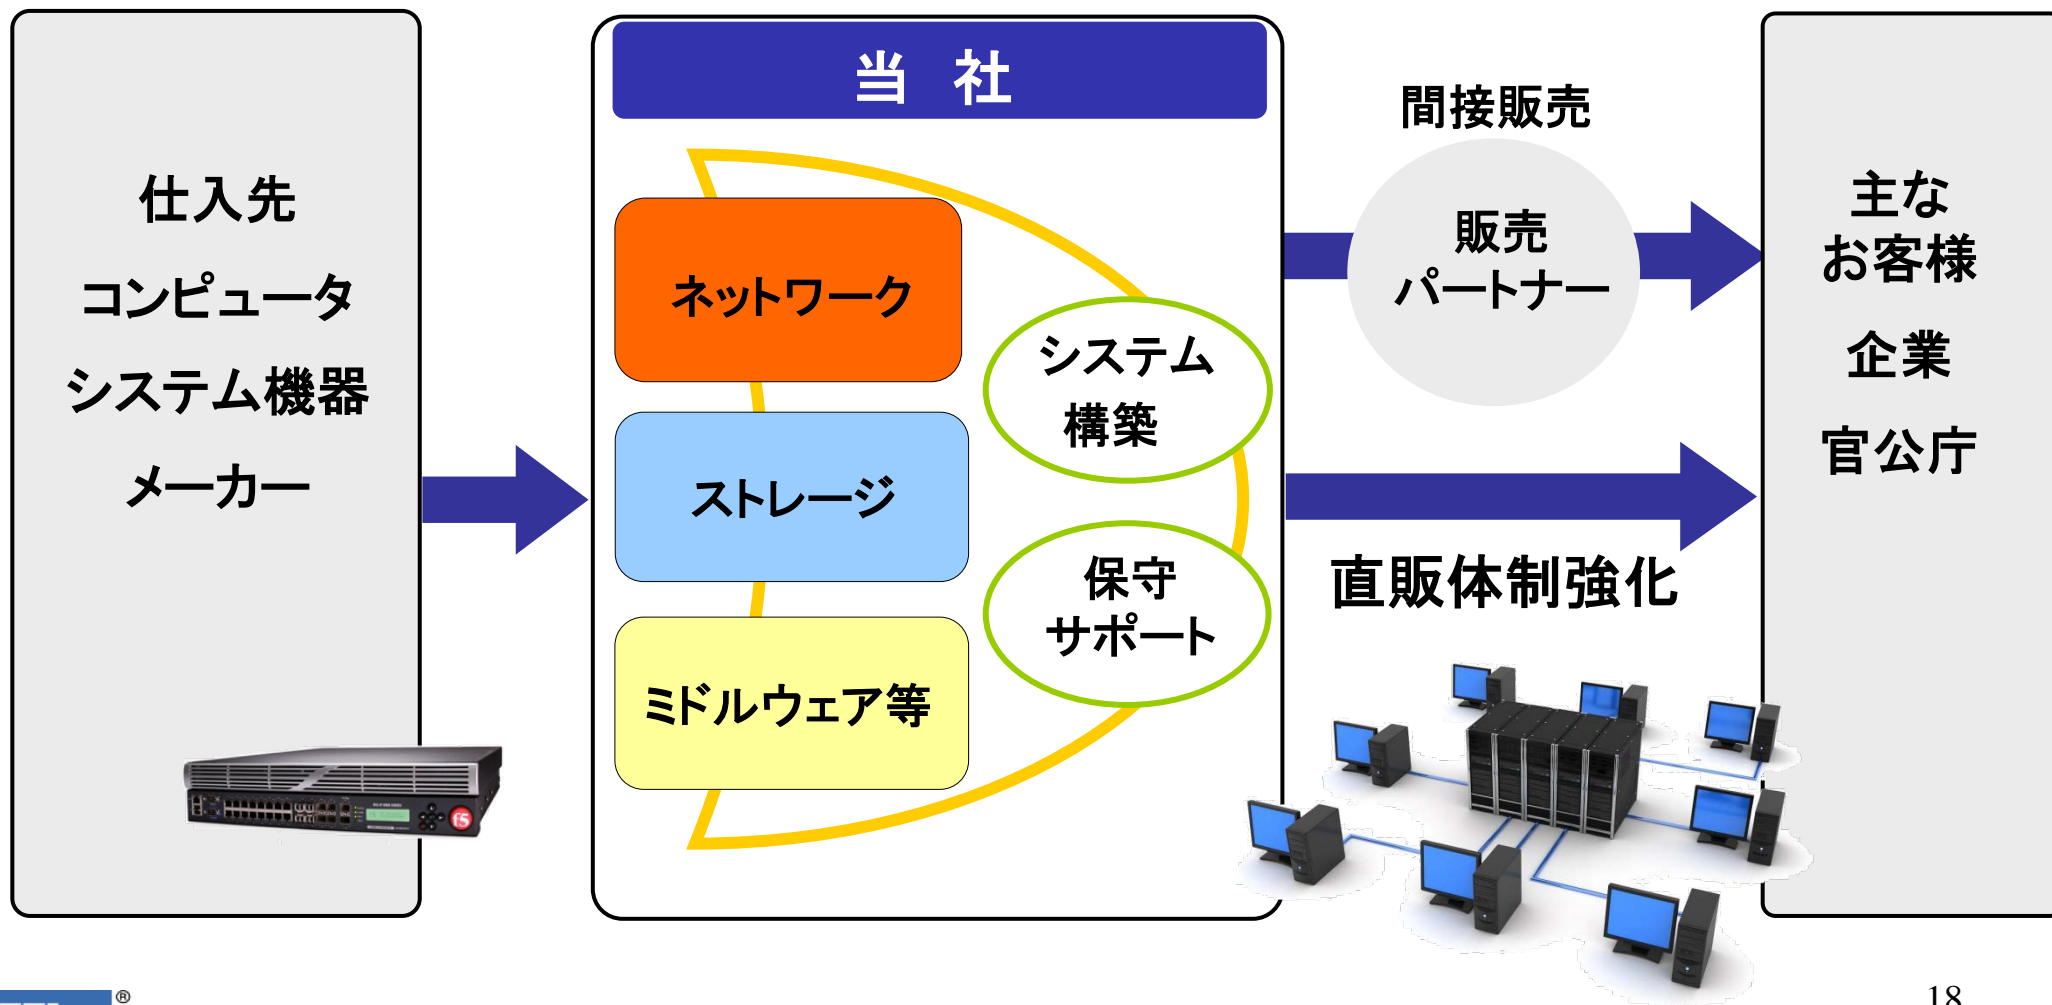 仕入先
コンピュータ
システム機器
メーカー
当 社
ネットワーク
ストレージ
ミドルウェア等
システム
構築
保守
サポート
間接販売
販売
パートナー
直販体制強化
主な
お客様
企業
官公庁
f5
®
18